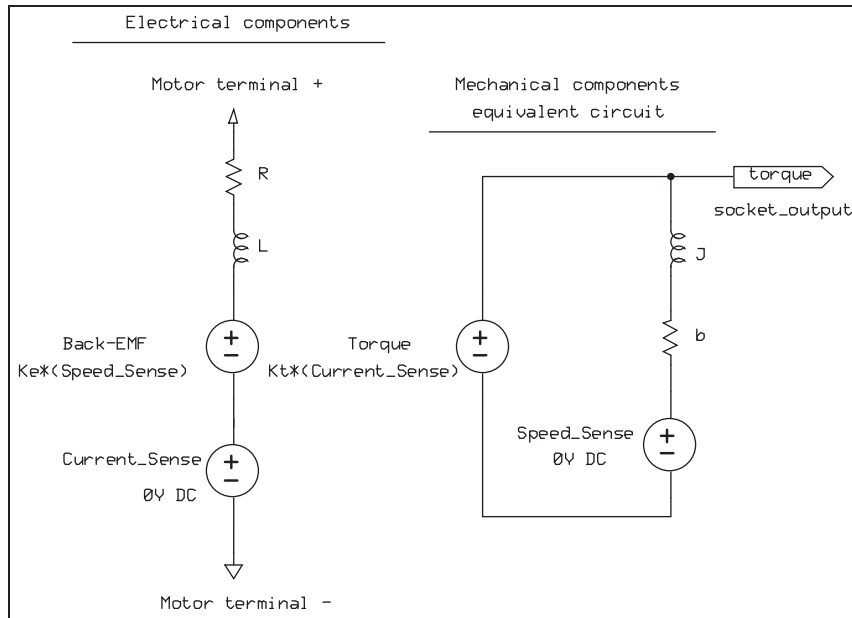 Electrical components
Motor terminal +
R
L
Back-EMF
Ke*(Speed_Sense)
Current_Sense
0V DC
Motor terminal -
Mechanical components
equivalent circuit
torque
socket_output
J
b
Torque
Kt*(Current_Sense)
Speed_Sense
0V DC